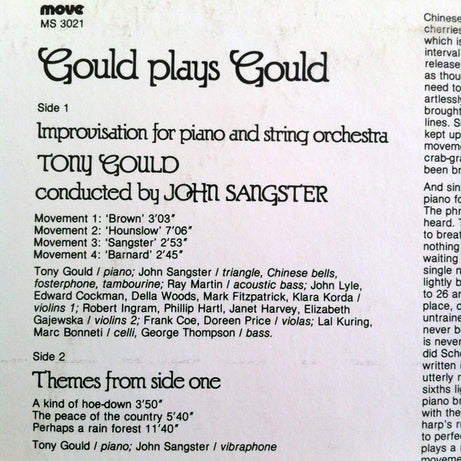 move
MS 3021
Gould plays Gould
Side 1
Improvisation for piano and string orchestra
TONY GOULD
conducted by JOHN SANGSTER
Movement 1: 'Brown' 3'03"
Movement 2: 'Hounslow' 7'06"
Movement 3: 'Sangster' 2'53"
Movement 4: 'Barnard' 2'45"
Tony Gould / piano; John Sangster / triangle, Chinese bells,
fosterphone, tambourine; Ray Martin / acoustic bass; John Lyle,
Edward Cockman, Della Woods, Mark Fitzpatrick, Klara Korda /
violins 1; Robert Ingram, Phillip Hartl, Janet Harvey, Elizabeth
Gajewska / violins 2; Frank Coe, Doreen Price / violas; Lal Kuring,
Marc Bonneti / celli, George Thompson / bass.
Side 2
Themes from side one
A kind of hoe-down 3'50"
The peace of the country 5'40"
Perhaps a rain forest 11'40"
Tony Gould / piano; John Sangster / vibraphone
Chinese
cherries
which is
interval
release
as thou
need to
artlessly
brought
lines. S
kept up
moveme
crab-gra
been br
And sin
piano fo
The phr
heard. T
to breat
nothing
waiting
single n
lightly b
to 26 ar
place, c
untraine
never b
is never
did Scho
written i
utterly r
sixths li
piano br
with the
harp's r
to perfe
plays a
movemen